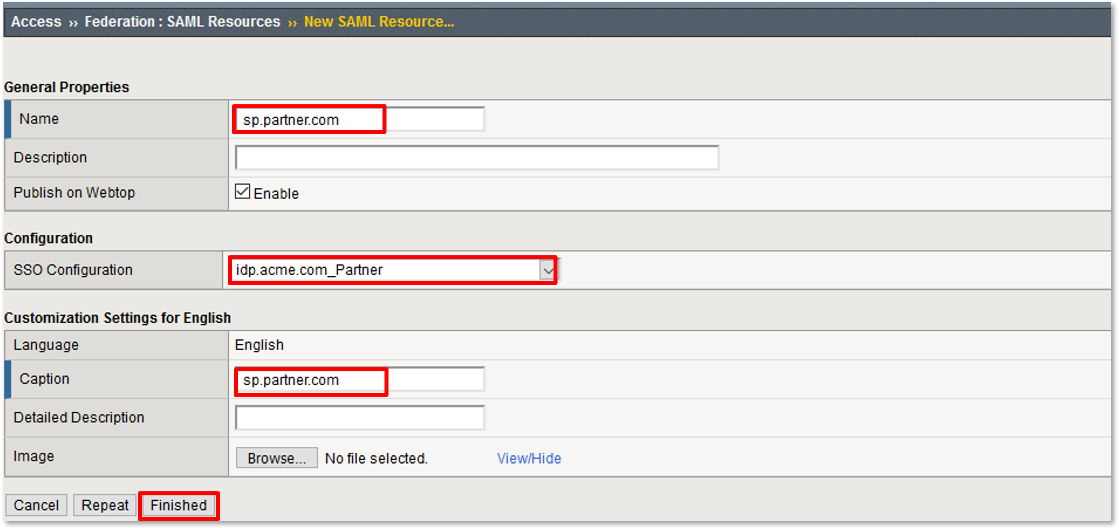 Access ›› Federation : SAML Resources ›› New SAML Resource...
General Properties
Name sp.partner.com
Description
Publish on Webtop Enable
Configuration
SSO Configuration idp.acme.com_Partner
Customization Settings for English
Language English
Caption sp.partner.com
Detailed Description
Image Browse... No file selected. View/Hide
Cancel Repeat Finished